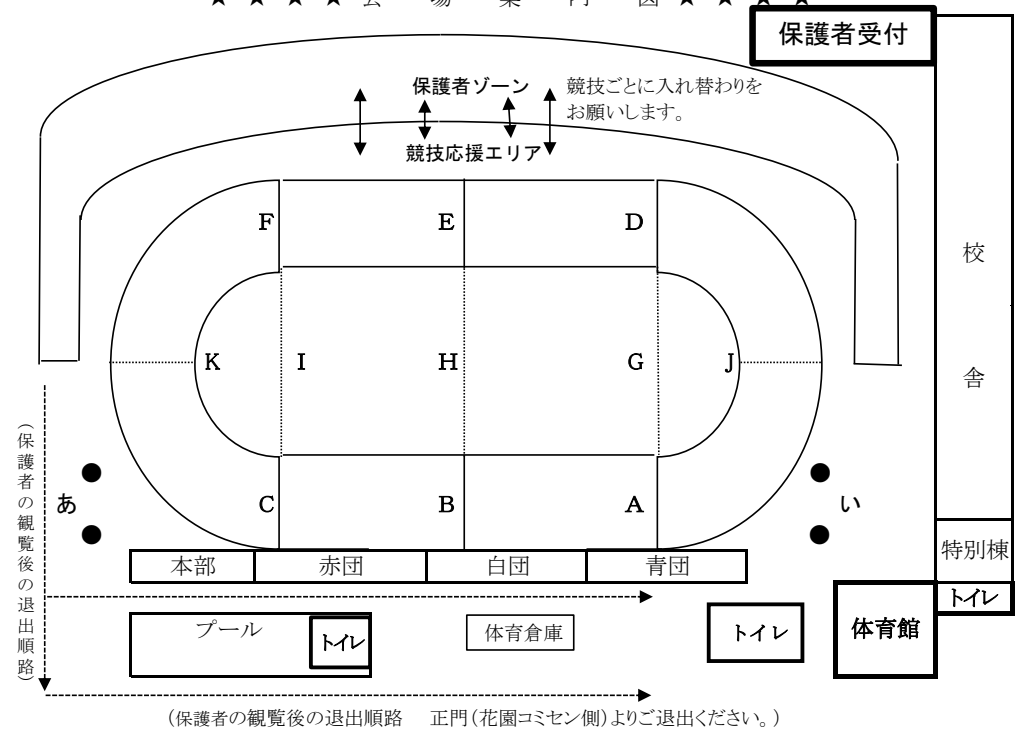 ★ ★ ★ ★ 会 場 案 内 図 ★ ★ ★ ★
保護者受付
保護者ゾーン
競技ごとに入れ替わりを
お願いします。
競技応援エリア
F
E
D
校舎
K
I
H
G
J
(保護者の観覧後の退出順路)
あ
C
B
A
い
本部
赤団
白団
青団
特別棟
トイレ
プール
トイレ
体育倉庫
トイレ
体育館
(保護者の観覧後の退出順路 正門(花園コミセン側)よりご退出ください。)